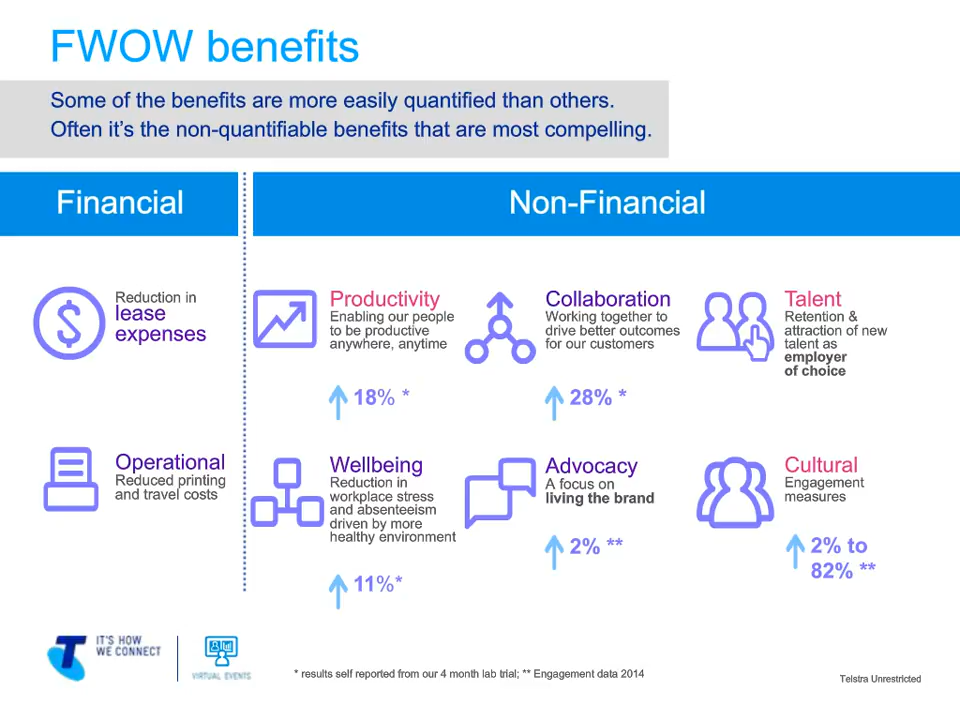 FWOW benefits
Some of the benefits are more easily quantified than others.
Often it's the non-quantifiable benefits that are most compelling.
Financial
Non-Financial
Reduction in
lease
expenses
Operational
Reduced printing
and travel costs
Productivity
Enabling our people
to be productive
anywhere, anytime
18% *
Collaboration
Working together to
drive better outcomes
for our customers
28% *
Talent
Retention &
attraction of new
talent as
employer
of choice
Wellbeing
Reduction in
workplace stress
and absenteeism
driven by more
healthy environment
11%*
Advocacy
A focus on
living the brand
2% **
Cultural
Engagement
measures
2% to
82% **
IT'S HOW
WE CONNECT
VIRTUAL EVENTS
* results self reported from our 4 month lab trial; ** Engagement data 2014
Telstra Unrestricted